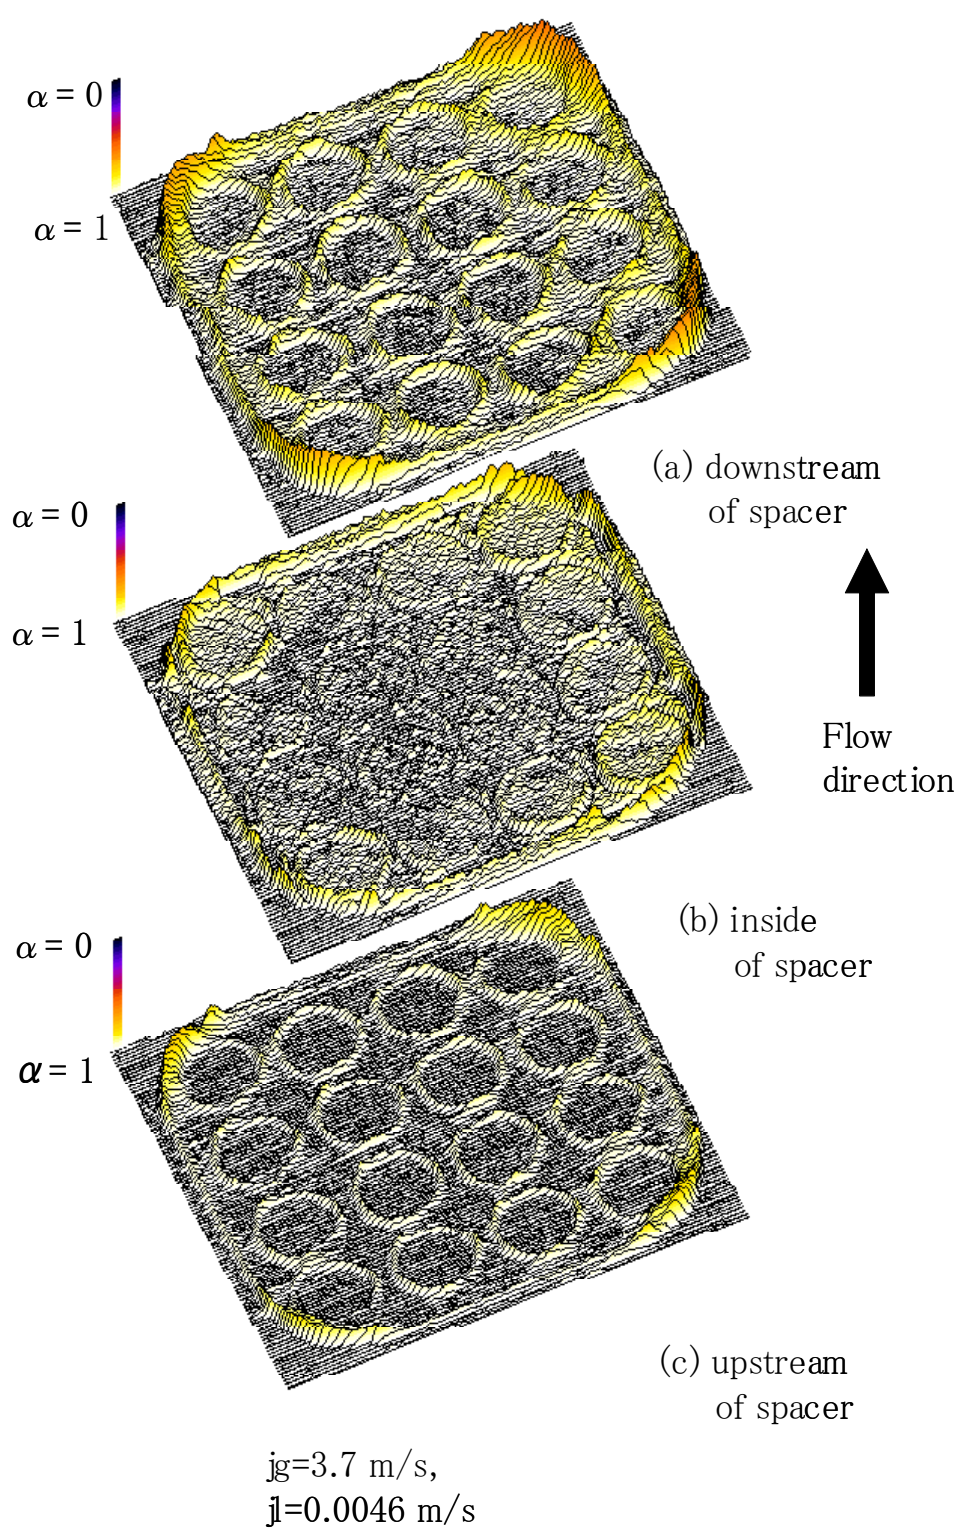 α = 0
α = 1
(a) downstream
of spacer
α = 0
α = 1
Flow
direction
(b) inside
of spacer
α = 0
α = 1
(c) upstream
of spacer
jg=3.7 m/s,
jl=0.0046 m/s